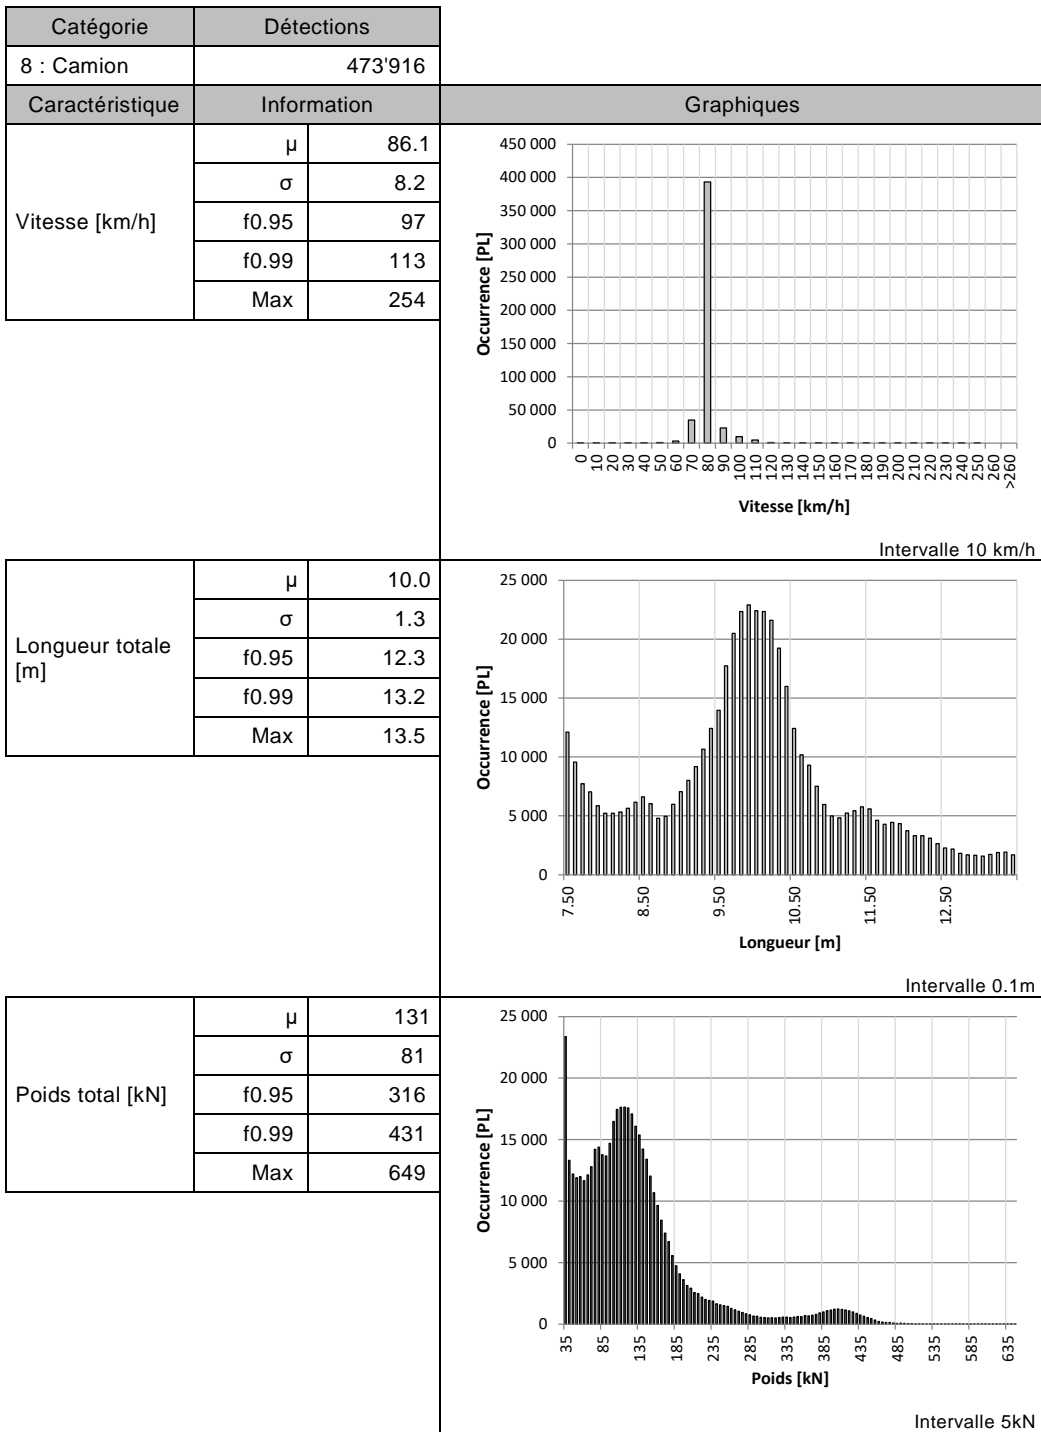 Catégorie Détections
8 : Camion 473'916
Caractéristique Information Graphiques
Vitesse [km/h]
μ 86.1
σ 8.2
f0.95 97
f0.99 113
Max 254
450 000
400 000
350 000
300 000
250 000
200 000
150 000
100 000
50 000
0
Occurrence [PL]
0 10 20 30 40 50 60 70 80 90 100 110 120 130 140 150 160 170 180 190 200 210 220 230 240 250 260 >260
Vitesse [km/h]
Intervalle 10 km/h
Longueur totale
[m]
μ 10.0
σ 1.3
f0.95 12.3
f0.99 13.2
Max 13.5
25 000
20 000
15 000
10 000
5 000
0
Occurrence [PL]
7.50 8.50 9.50 10.50 11.50 12.50
Longueur [m]
Intervalle 0.1m
Poids total [kN]
μ 131
σ 81
f0.95 316
f0.99 431
Max 649
25 000
20 000
15 000
10 000
5 000
0
Occurrence [PL]
35 85 135 185 235 285 335 385 435 485 535 585 635
Poids [kN]
Intervalle 5kN